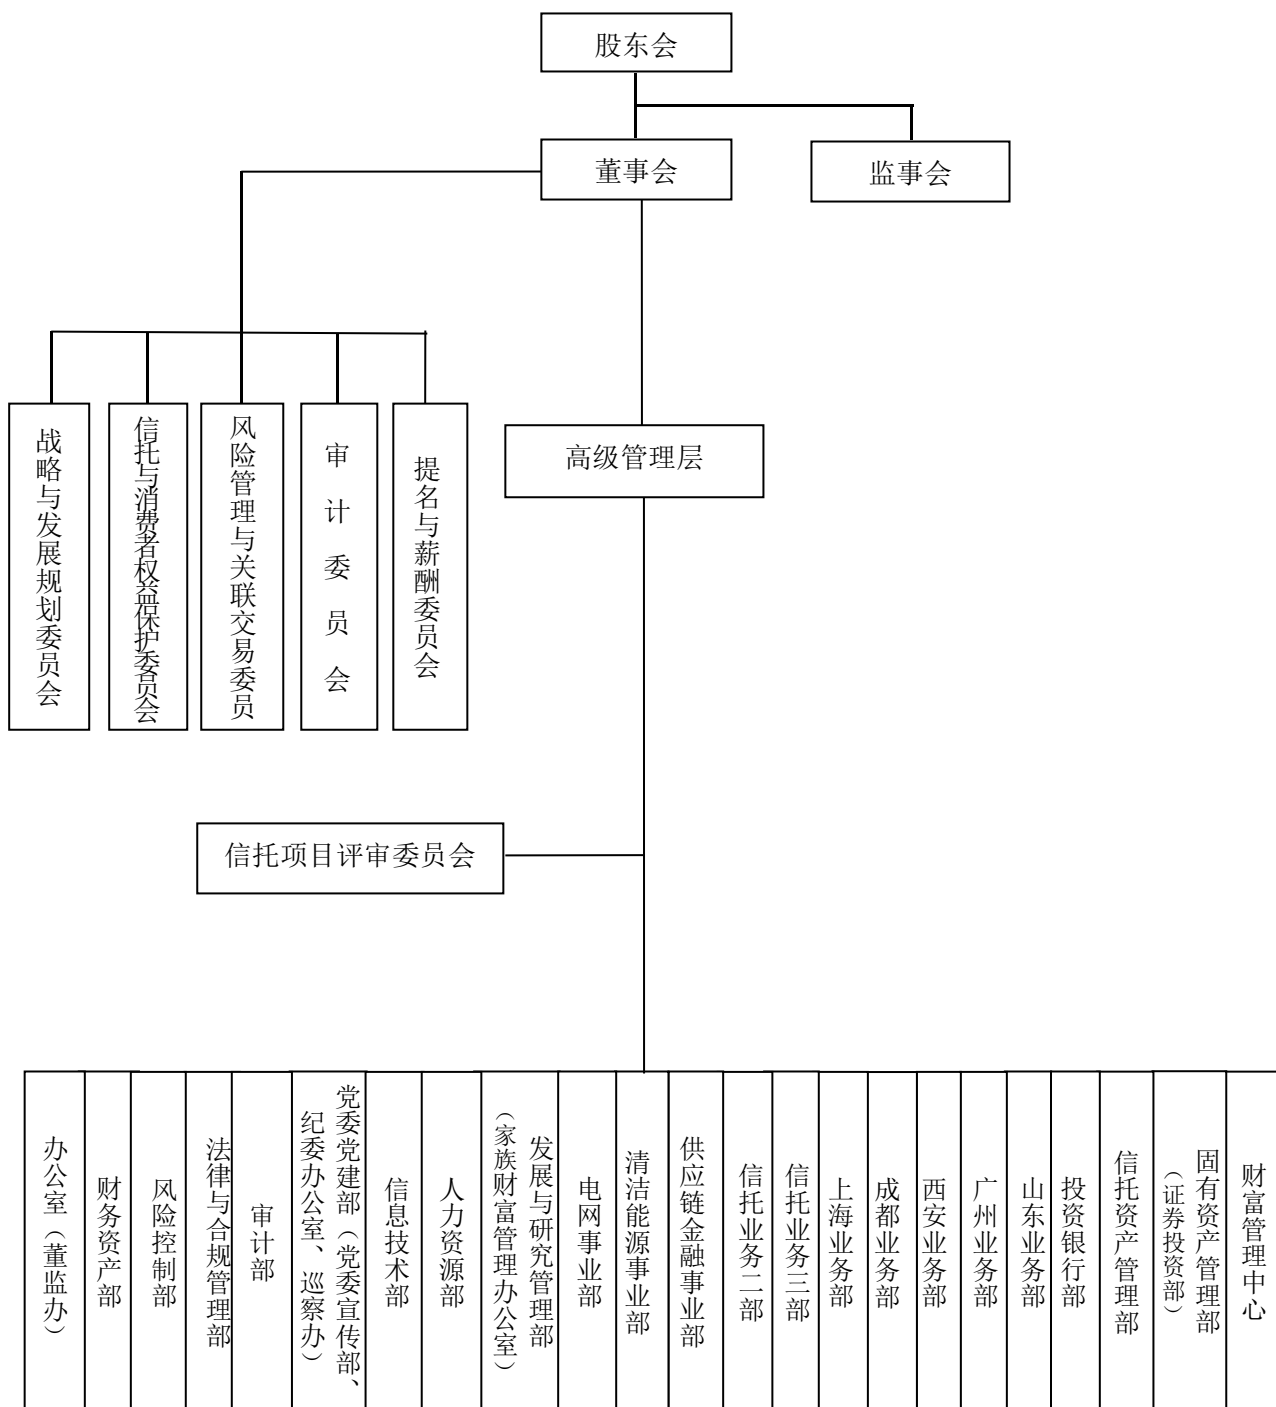 股东会
董事会
监事会
战略与发展规划委员会
信托与消费者权益保护委员会
风险管理与关联交易委员
审计委员会
提名与薪酬委员会
高级管理层
信托项目评审委员会
办公室（董监办）
财务资产部
风险控制部
法律与合规管理部
审计部
党委党建部（党委宣传部、
纪委办公室、巡察办）
信息技术部
人力资源部
发展与研究管理部
（家族财富管理办公室）
电网事业部
清洁能源事业部
供应链金融事业部
信托业务二部
信托业务三部
上海业务部
成都业务部
西安业务部
广州业务部
山东业务部
投资银行部
信托资产管理部
固有资产管理部
（证券投资部）
财富管理中心